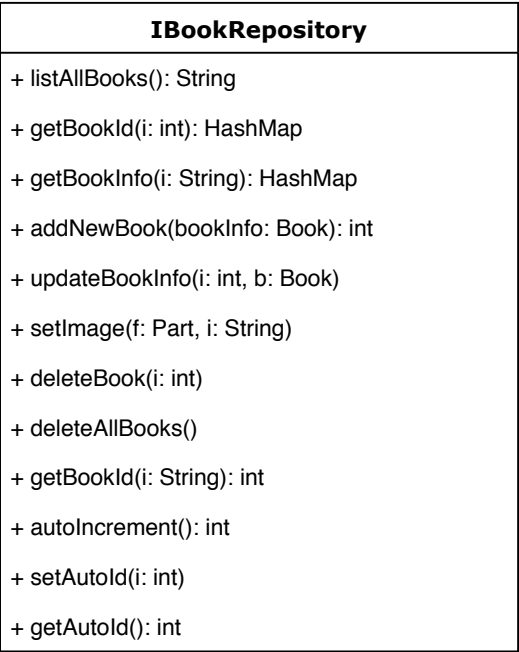 IBookRepository
+ listAllBooks(): String
+ getBookId(i: int): HashMap
+ getBookInfo(i: String): HashMap
+ addNewBook(bookInfo: Book): int
+ updateBookInfo(i: int, b: Book)
+ setImage(f: Part, i: String)
+ deleteBook(i: int)
+ deleteAllBooks()
+ getBookId(i: String): int
+ autoIncrement(): int
+ setAutoId(i: int)
+ getAutoId(): int